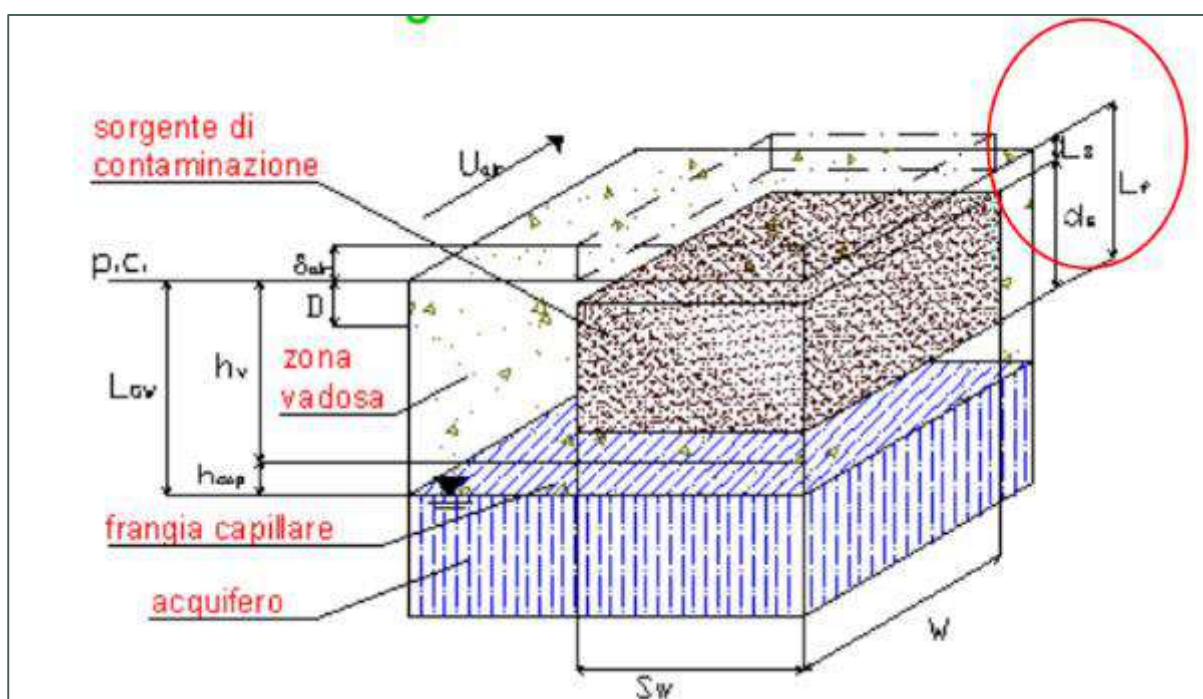 sorgente di
contaminazione
Uair
Ls
Lf
ds
p.c.
δair
D
LGW
hv
zona
vadosa
hcap
frangia capillare
acquifero
W
Sw